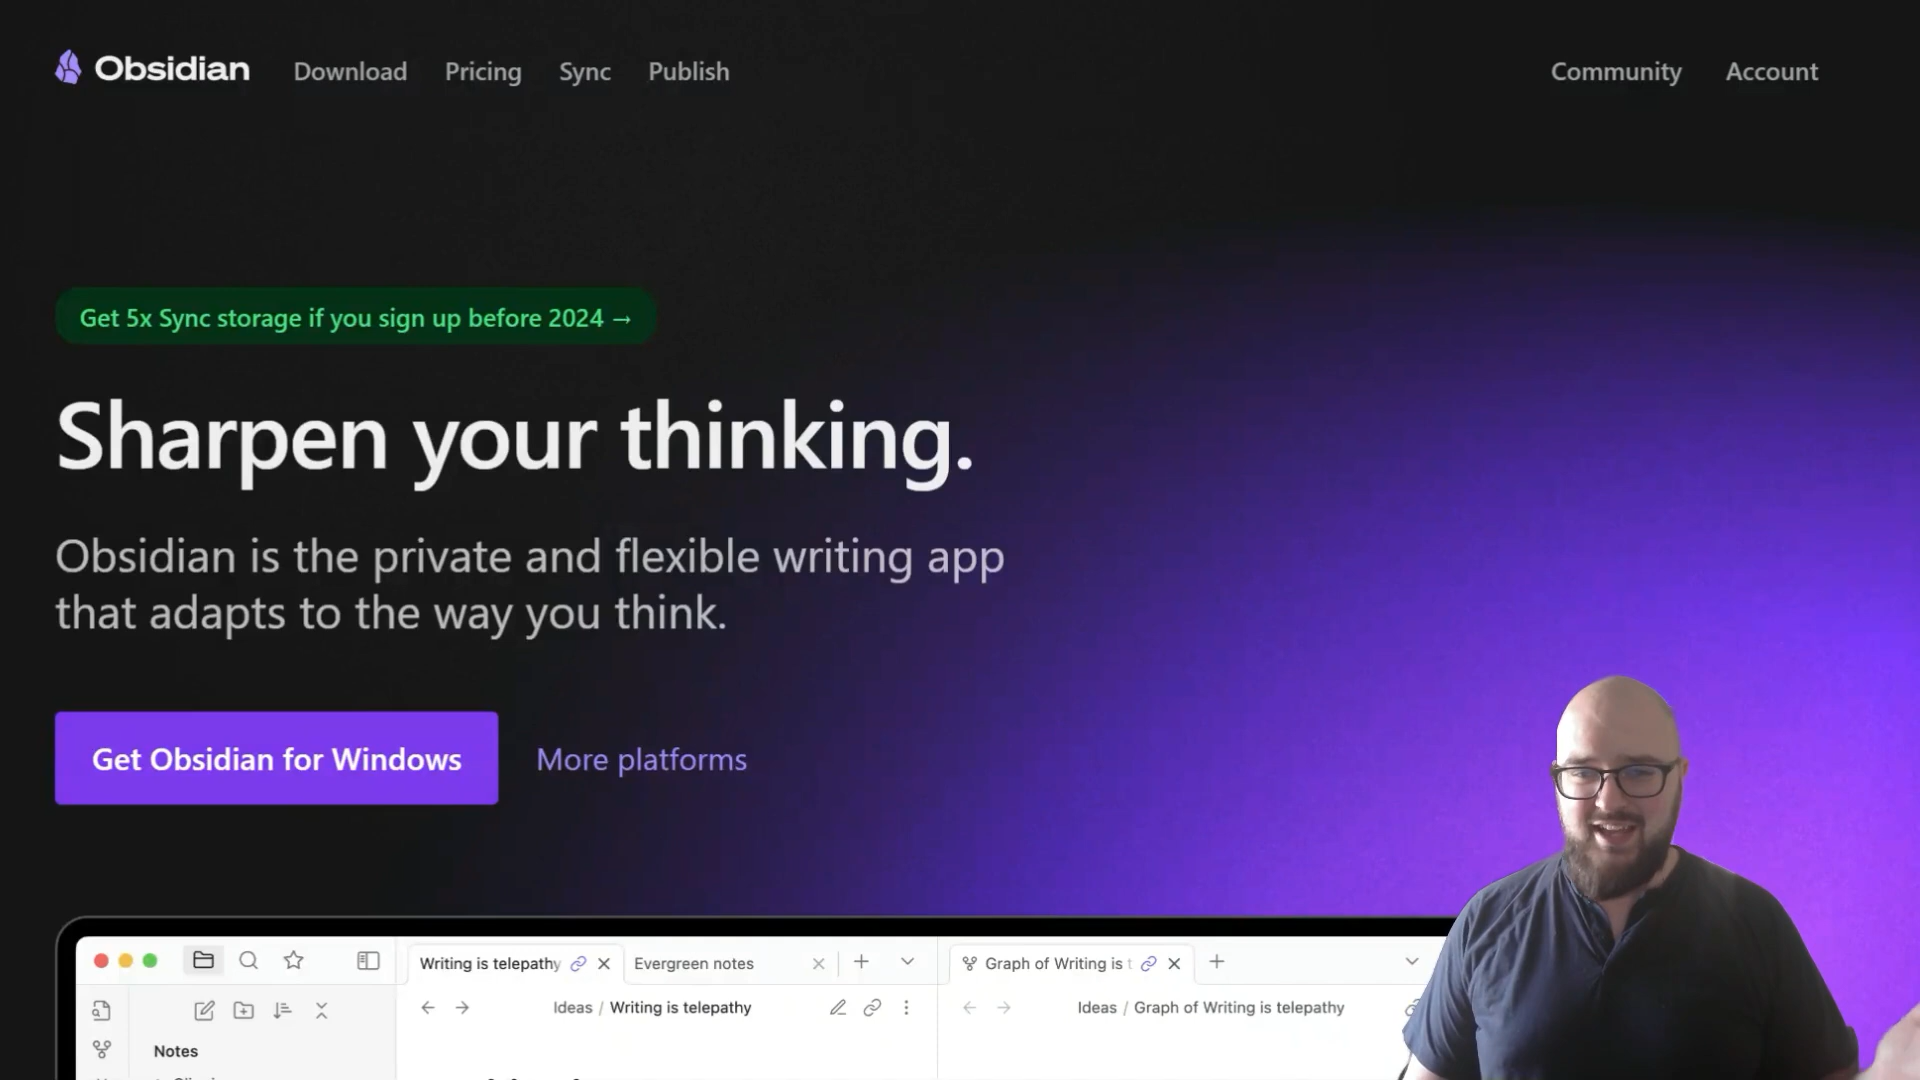 Obsidian Download Pricing Sync Publish Community Account
Get 5x Sync storage if you sign up before 2024 →
Sharpen your thinking.
Obsidian is the private and flexible writing app
that adapts to the way you think.
Get Obsidian for Windows More platforms
Writing is telepathy Evergreen notes Graph of Writing is
Ideas / Writing is telepathy Ideas / Graph of Writing is telepathy
Notes